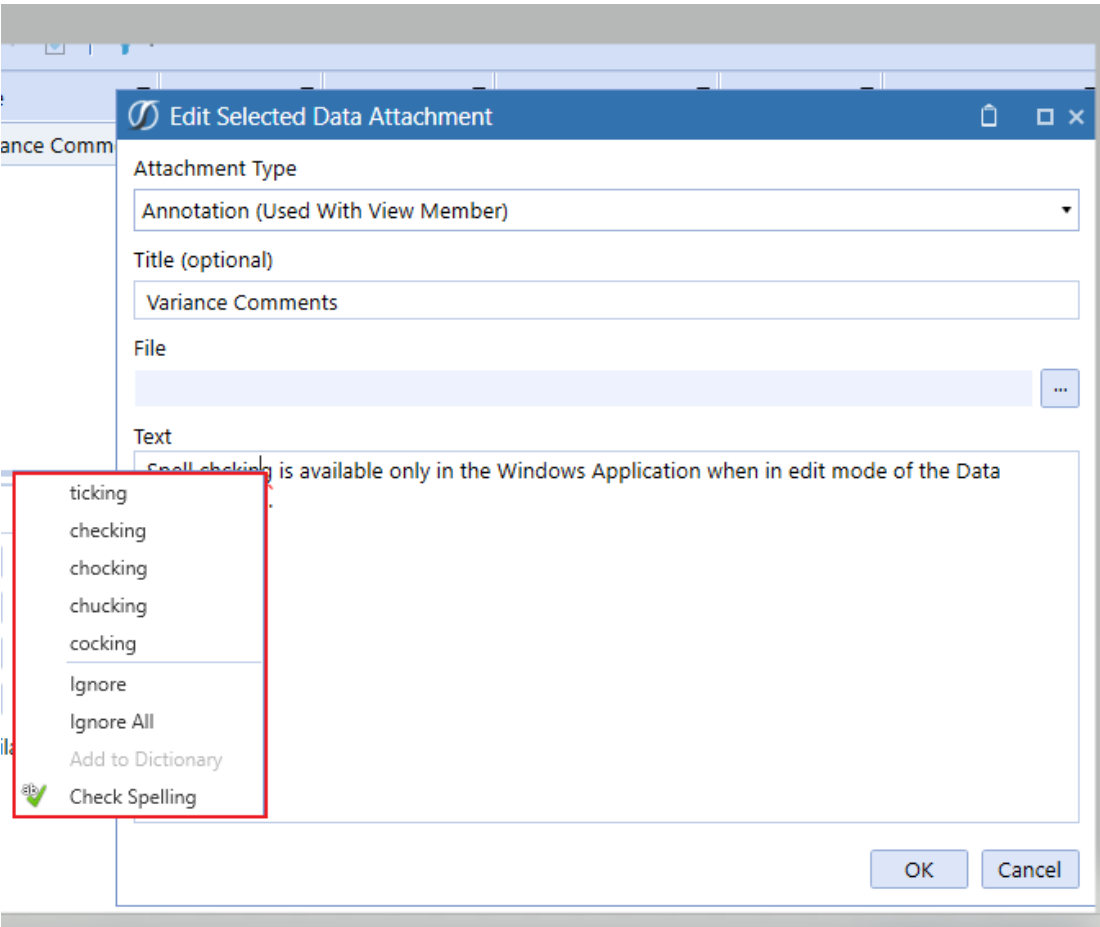 Edit Selected Data Attachment
ance Comm
Attachment Type
Annotation (Used With View Member)
Title (optional)
Variance Comments
File
...
Text
Spell chcking is available only in the Windows Application when in edit mode of the Data
.
ticking
checking
chocking
chucking
cocking
Ignore
Ignore All
Add to Dictionary
Check Spelling
OK
Cancel